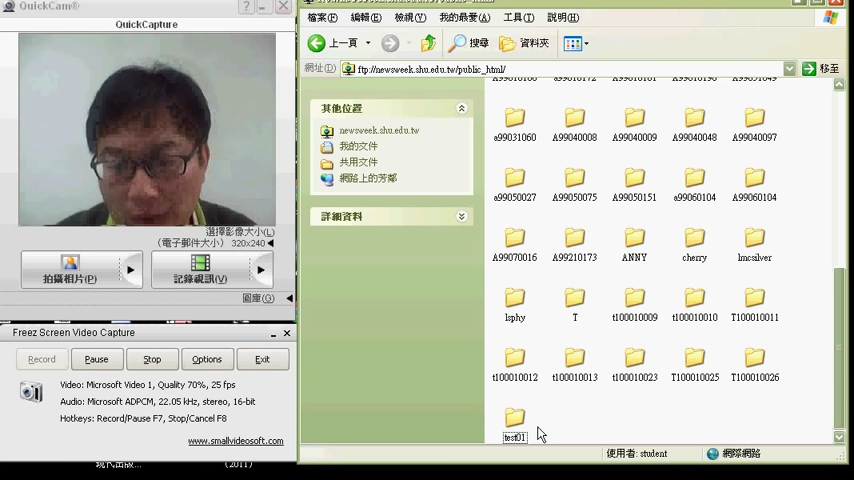 QuickCam®
QuickCapture
選擇影像大小(L)
(電子郵件大小) 320x240
拍攝相片(P)
記錄視訊(V)
圖庫(G)
Freez Screen Video Capture
Record
Pause
Stop
Options
Exit
Video: Microsoft Video 1, Quality 70%, 25 fps
Audio: Microsoft ADPCM, 22.05 kHz, stereo, 16-bit
Hotkeys: Record/Pause F7, Stop/Cancel F8
www.smallvideosoft.com
現代出版... (2011)
檔案(F) 編輯(E) 檢視(V) 我的最愛(A) 工具(T) 說明(H)
上一頁 搜尋 資料夾
網址(D) ftp://newsweek.shu.edu.tw/public_html/ 移至
其他位置
newsweek.shu.edu.tw
我的文件
共用文件
網路上的芳鄰
詳細資料
a99031060 A99040008 A99040009 A99040048 A99040097
a99050027 A99050075 A99050151 a99060104 A99060104
A99070016 A99210173 ANNY cherry lmcsilver
lsphy T t100010009 t100010010 T100010011
t100010012 t100010013 t100010023 T100010025 T100010026
test01
使用者: student 網際網路